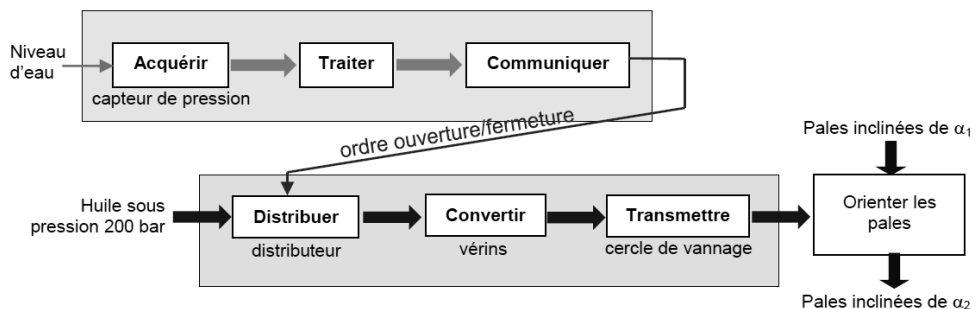 Niveau
d'eau
Acquérir
Traiter
Communiquer
capteur de pression
ordre ouverture/fermeture
Pales inclinées de α1
Huile sous
pression 200 bar
Distribuer
Convertir
Transmettre
Orienter les
pales
distributeur
vérins
cercle de vannage
Pales inclinées de α2